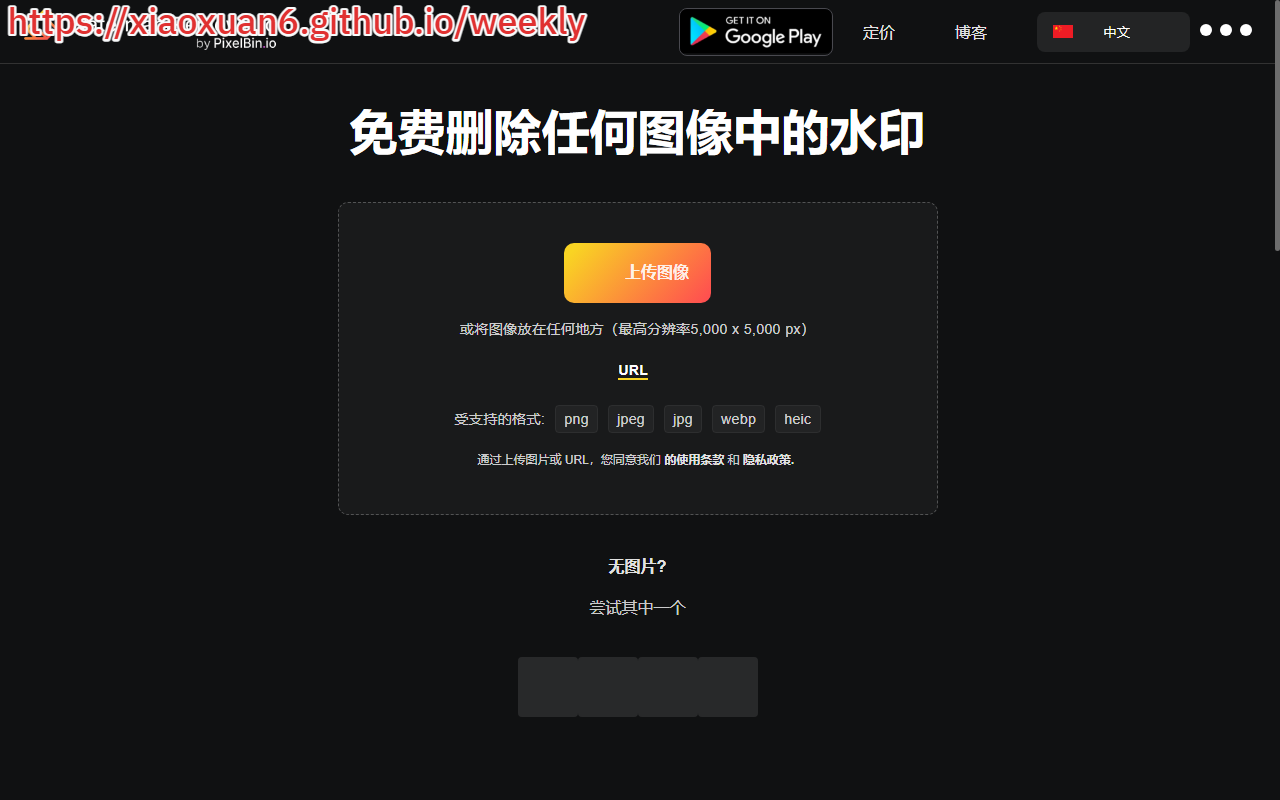 https://xiaoxuan6.github.io/weekly
by PixelBin.io
GET IT ON
Google Play
定价
博客
中文
免费删除任何图像中的水印
上传图像
或将图像放在任何地方（最高分辨率5,000 x 5,000 px）
URL
受支持的格式: png jpeg jpg webp heic
通过上传图片或 URL，您同意我们 的使用条款 和 隐私政策.
无图片?
尝试其中一个